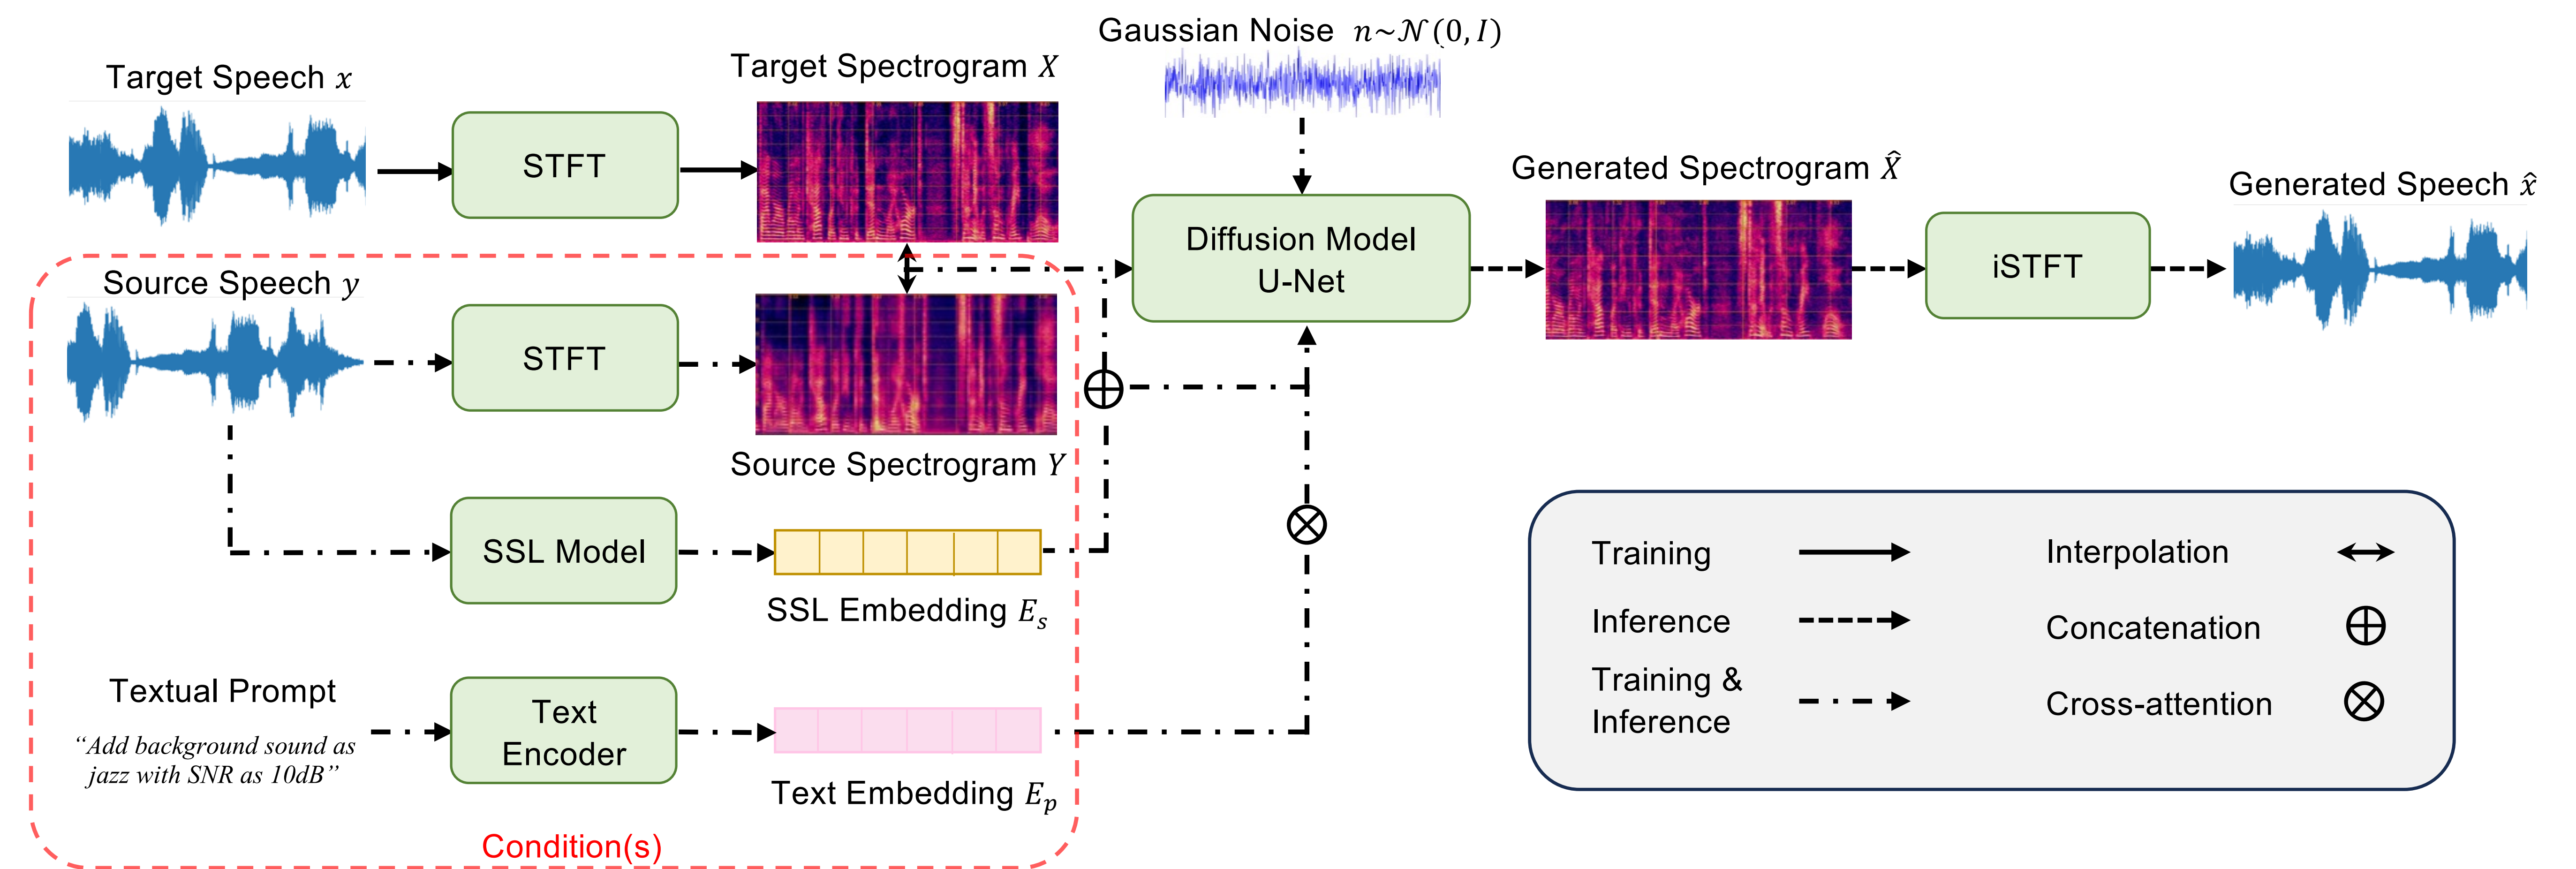 Gaussian Noise n~𝒩(0, I)
Target Speech x
Target Spectrogram X
STFT
Generated Spectrogram X̂
Generated Speech x̂
Diffusion Model
U-Net
iSTFT
Source Speech y
STFT
Source Spectrogram Y
SSL Model
SSL Embedding Eₛ
Textual Prompt
“Add background sound as
jazz with SNR as 10dB”
Text
Encoder
Text Embedding Eₚ
Condition(s)
Training
Interpolation
Inference
Concatenation
Training &
Inference
Cross-attention